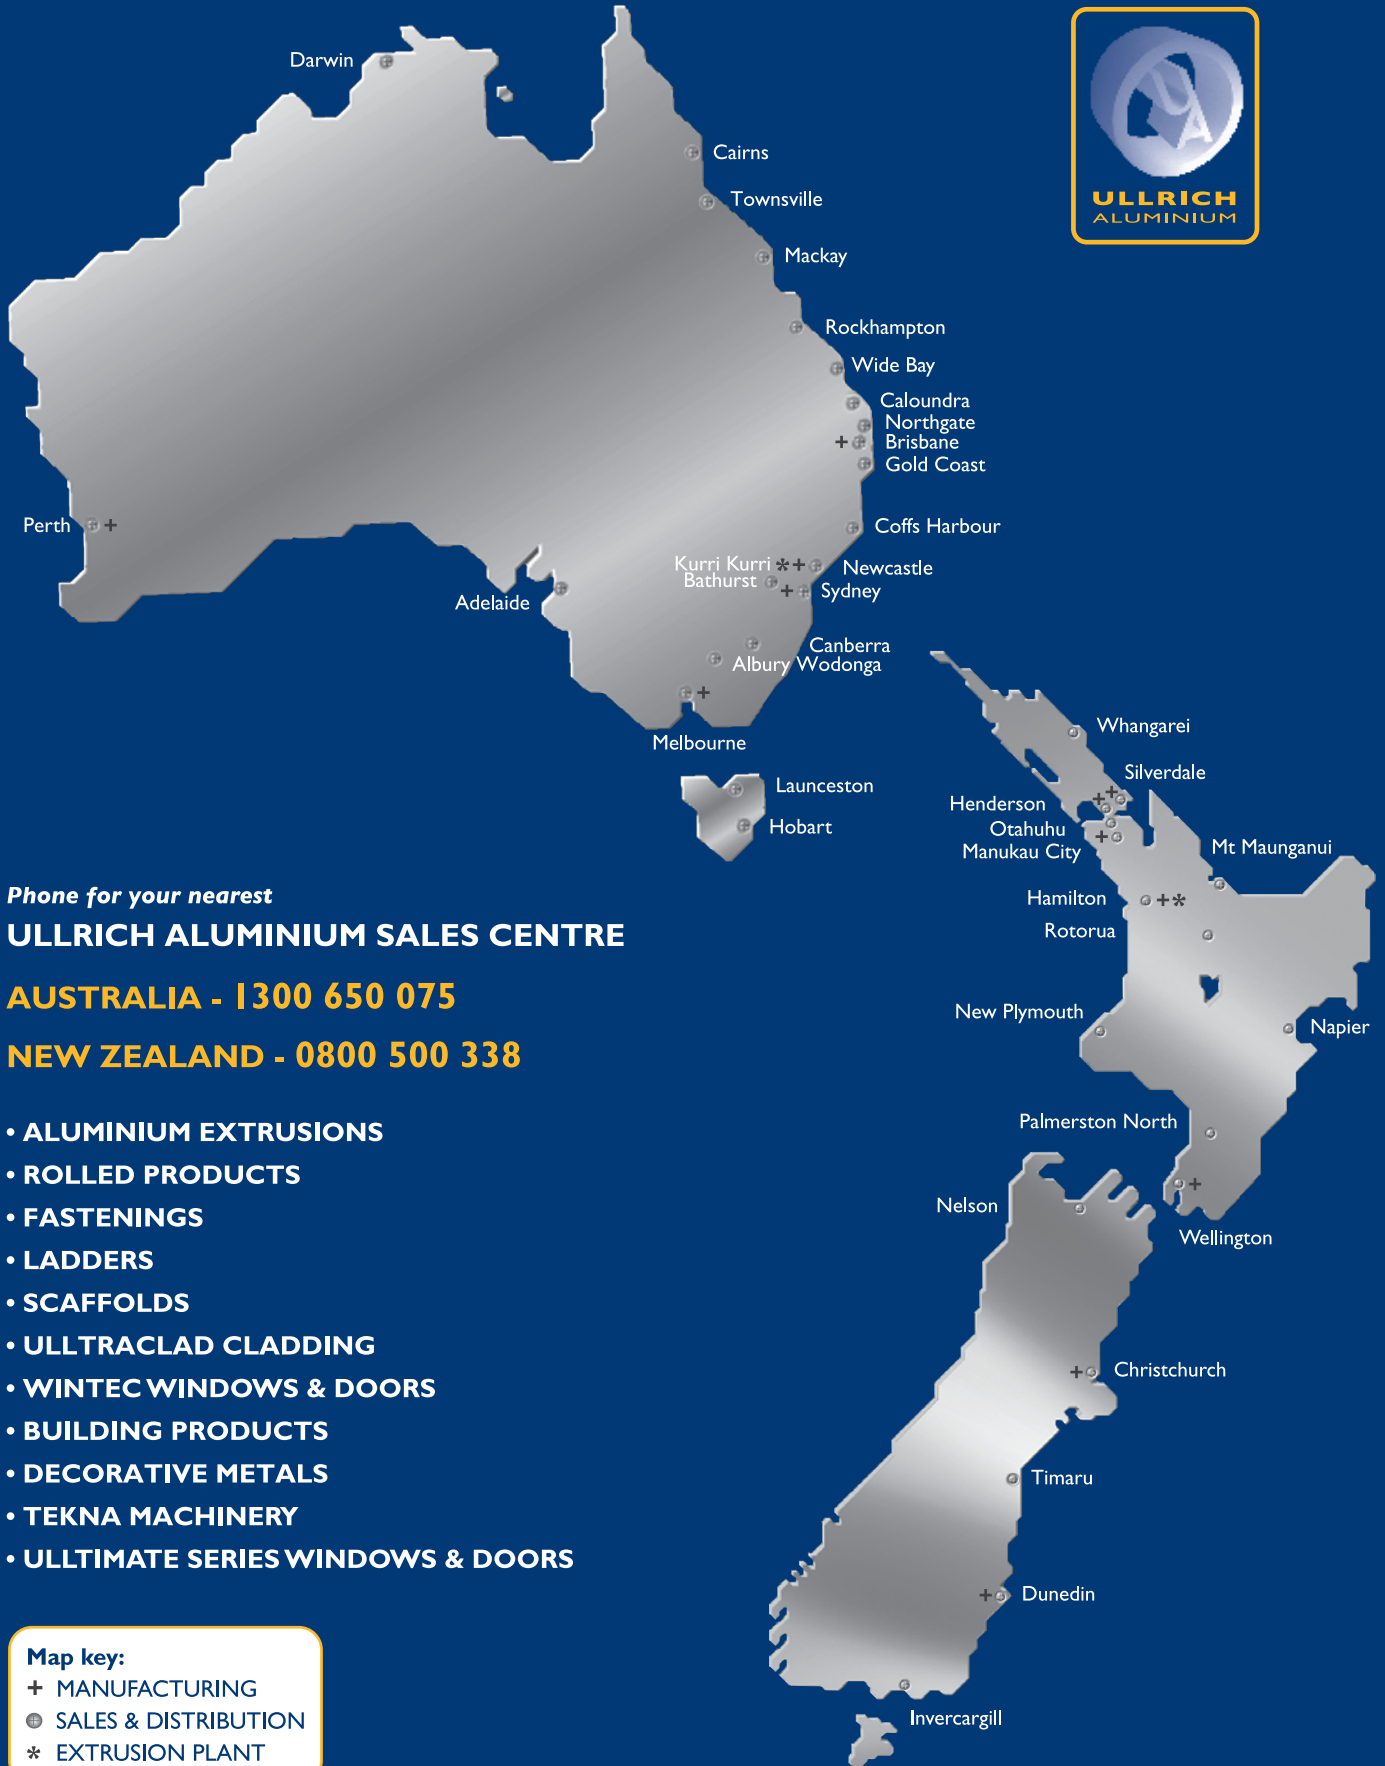 Darwin
Cairns
Townsville
Mackay
Rockhampton
Wide Bay
Caloundra
Northgate
+ Brisbane
Gold Coast
Perth +
Coffs Harbour
Kurri Kurri *+ Newcastle
Bathurst
+ Sydney
Adelaide
Canberra
Albury Wodonga
+
Melbourne
Launceston
Hobart
UA
ULLRICH
ALUMINIUM
Whangarei
Silverdale
+
+
Henderson
Otahuhu
+
Manukau City
Mt Maunganui
Hamilton +*
Rotorua
New Plymouth
Napier
Palmerston North
+
Nelson
Wellington
+ Christchurch
Timaru
+ Dunedin
Invercargill
Phone for your nearest
ULLRICH ALUMINIUM SALES CENTRE
AUSTRALIA - 1300 650 075
NEW ZEALAND - 0800 500 338
• ALUMINIUM EXTRUSIONS
• ROLLED PRODUCTS
• FASTENINGS
• LADDERS
• SCAFFOLDS
• ULLTRACLAD CLADDING
• WINTEC WINDOWS & DOORS
• BUILDING PRODUCTS
• DECORATIVE METALS
• TEKNA MACHINERY
• ULLTIMATE SERIES WINDOWS & DOORS
Map key:
+ MANUFACTURING
SALES & DISTRIBUTION
* EXTRUSION PLANT